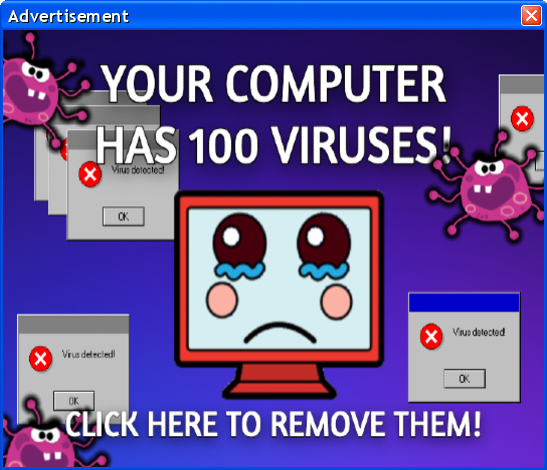 Advertisement
YOUR COMPUTER
HAS 100 VIRUSES!
Virus detected!
OK
Virus detected!
OK
Virus detected!
OK
CLICK HERE TO REMOVE THEM!